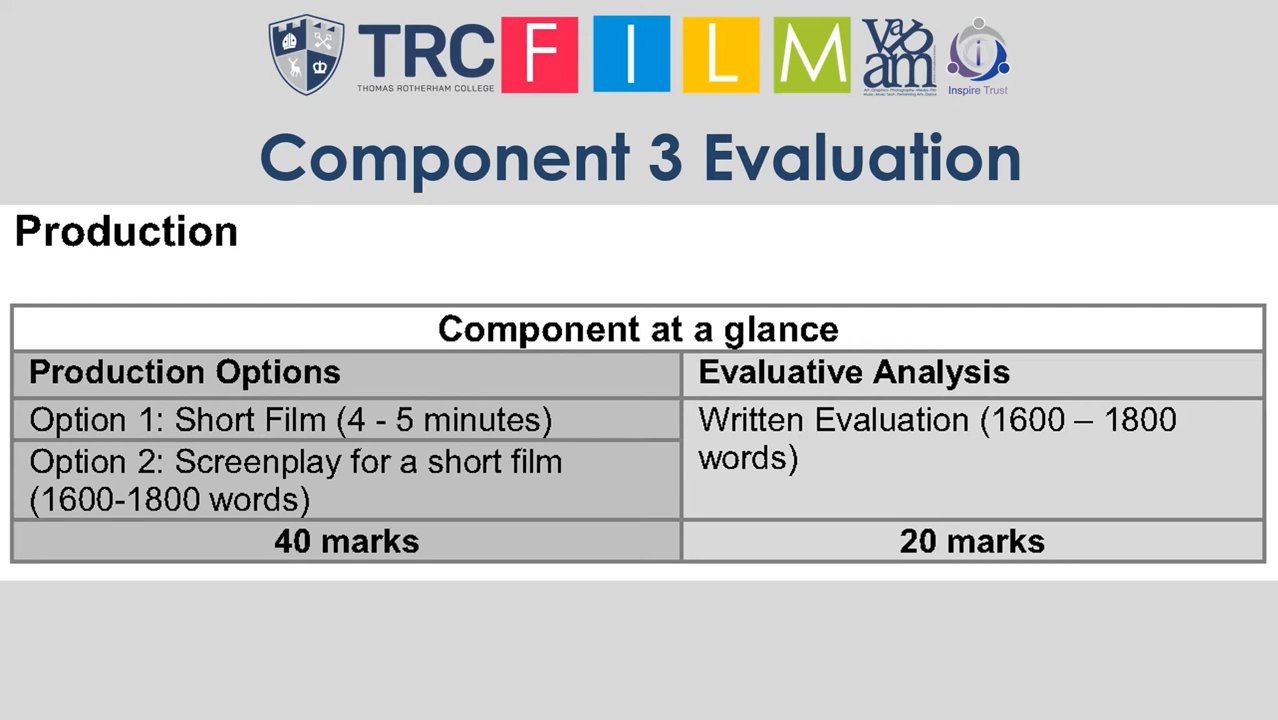 TRC FILM Vabam
THOMAS ROTHERHAM COLLEGE
Inspire Trust
Component 3 Evaluation
Production
Component at a glance
Production Options
Evaluative Analysis
Option 1: Short Film (4 - 5 minutes)
Written Evaluation (1600 – 1800
words)
Option 2: Screenplay for a short film
(1600-1800 words)
40 marks
20 marks